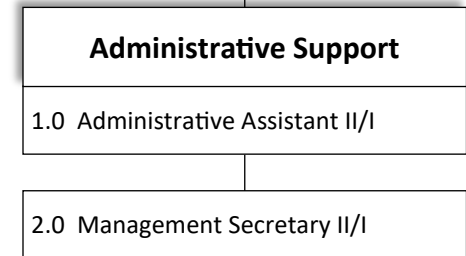 Administrative Support
1.0 Administrative Assistant II/I
2.0 Management Secretary II/I